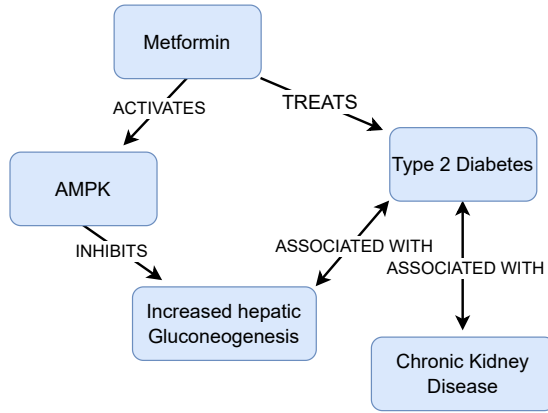 Metformin
ACTIVATES
TREATS
Type 2 Diabetes
AMPK
INHIBITS
ASSOCIATED WITH
ASSOCIATED WITH
Increased hepatic
Gluconeogenesis
Chronic Kidney
Disease